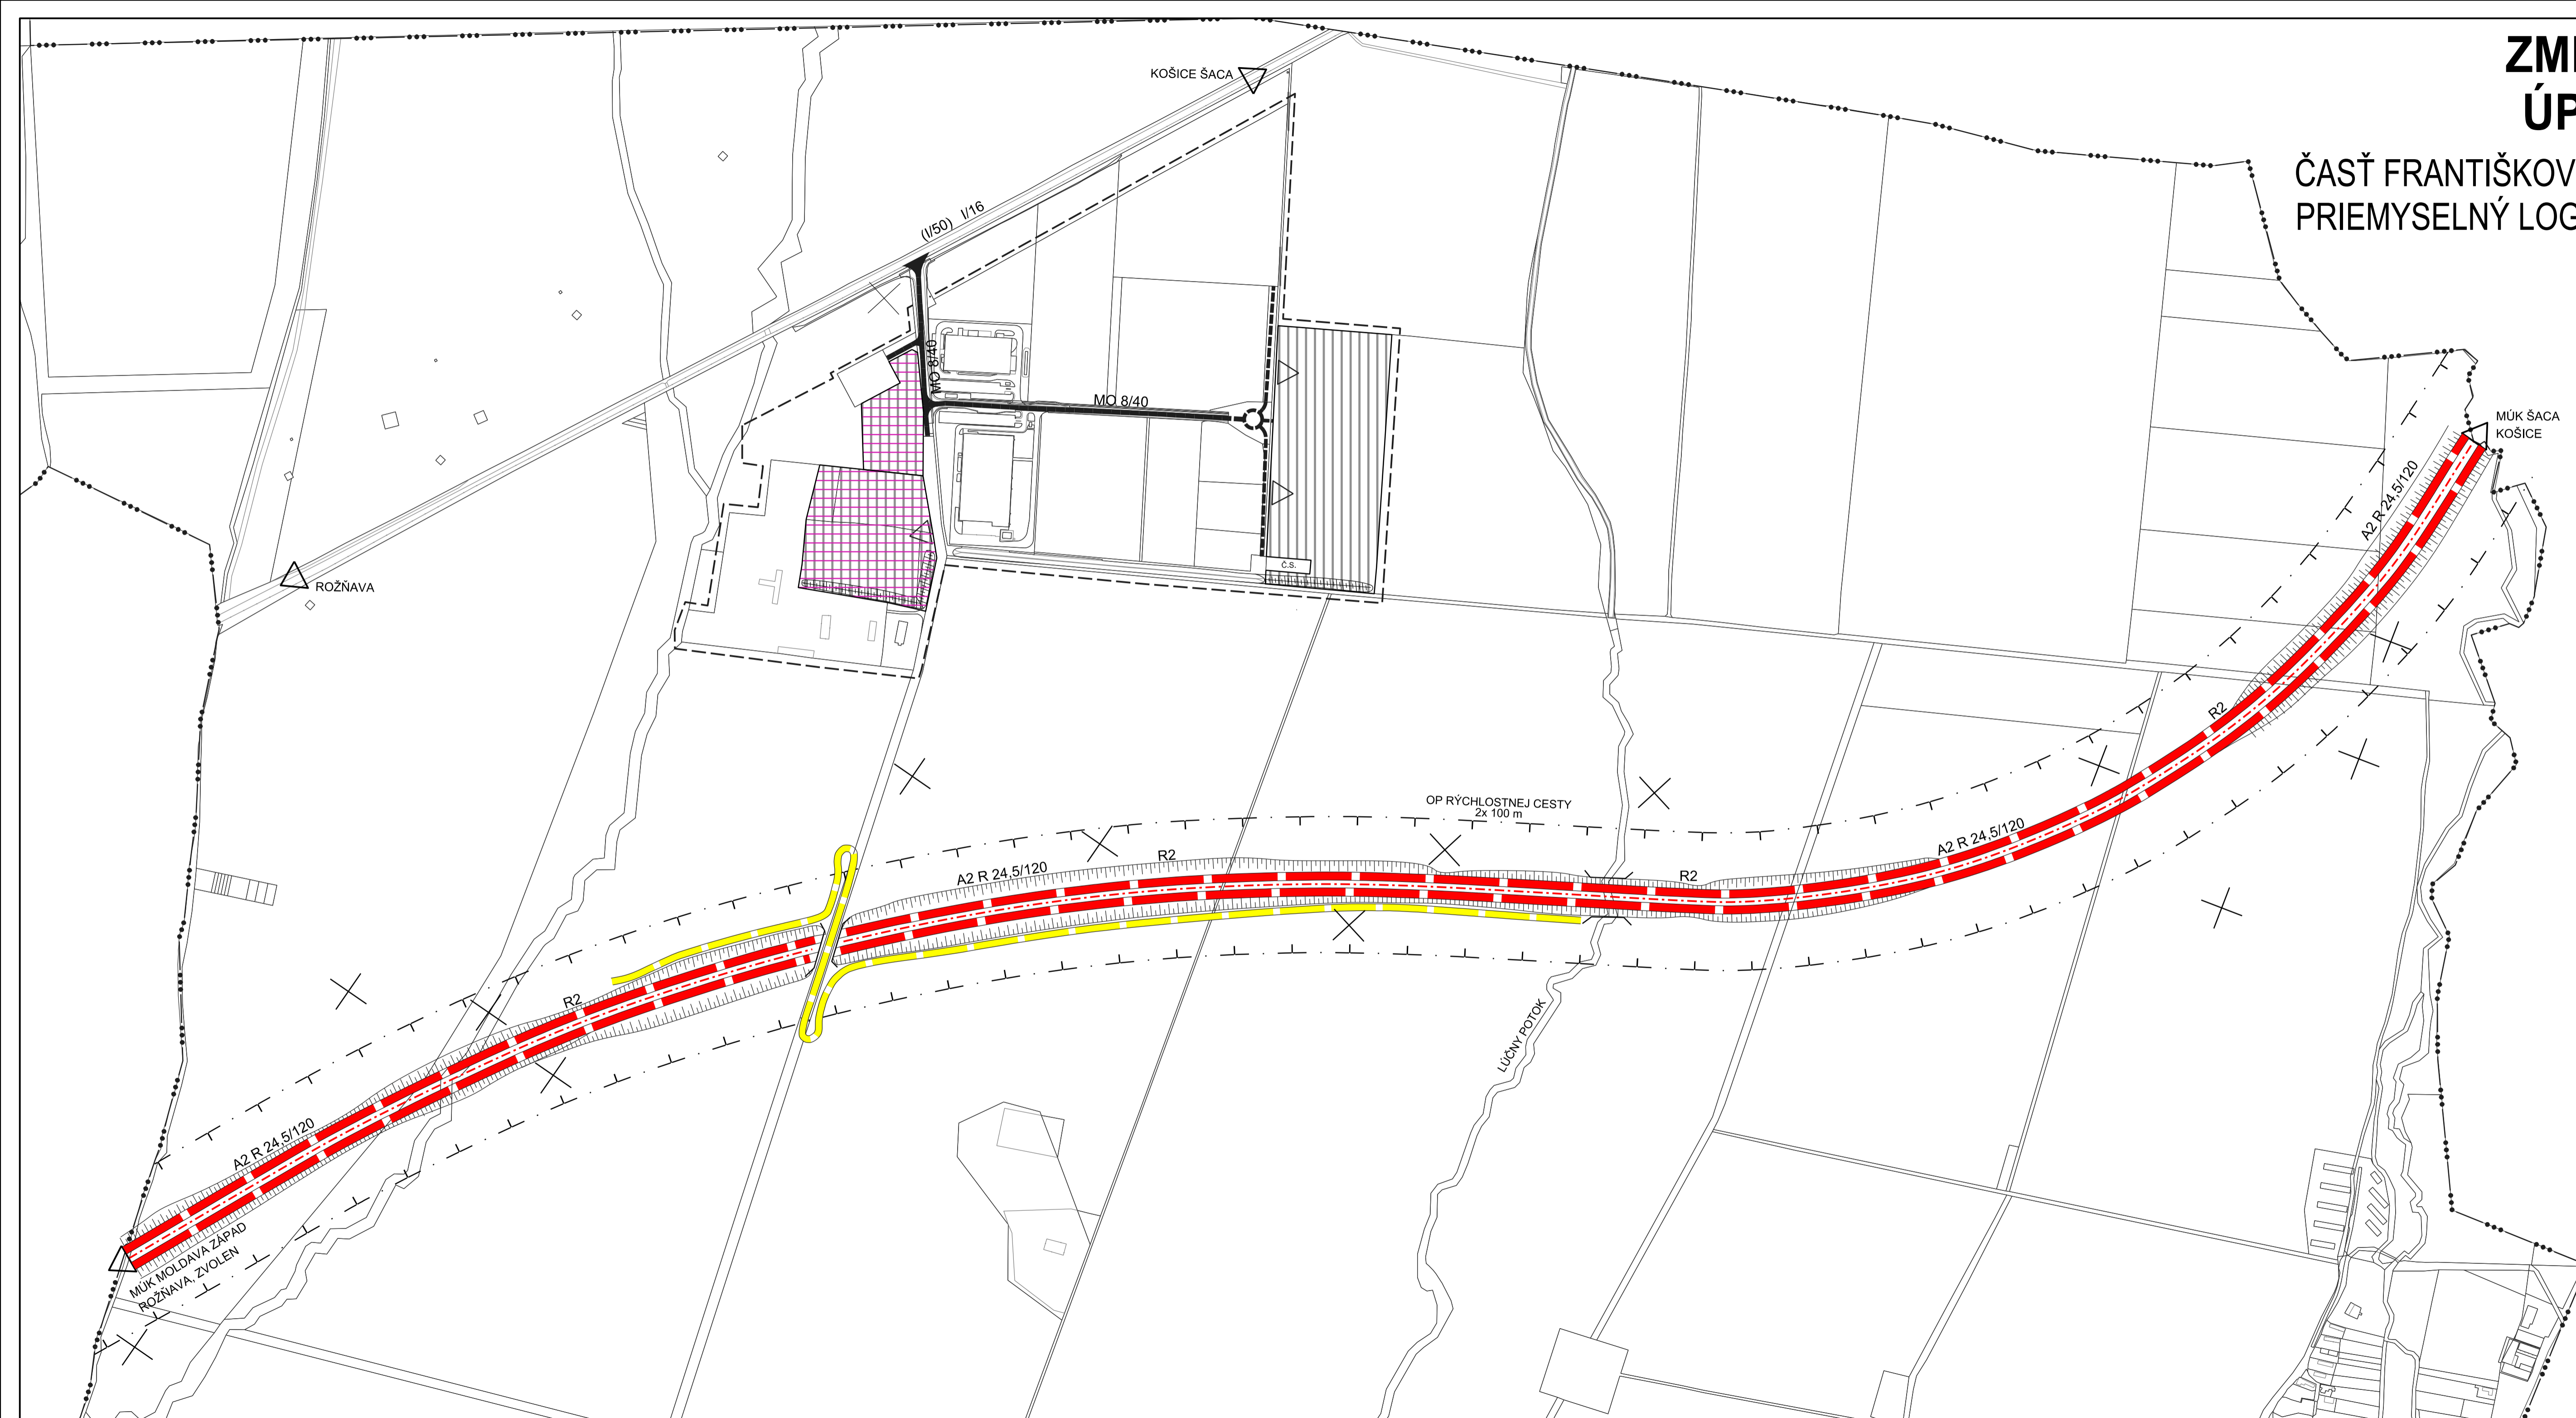 ZM
ÚP
ČASŤ FRANTIŠKOV
PRIEMYSELNÝ LOG
KOŠICE ŠACA
(I/50) I/16
MO 8/40
MO 8/40
MÚK ŠACA
KOŠICE
A2 R 24,5/120
Č.S.
ROŽŇAVA
R2
OP RÝCHLOSTNEJ CESTY
2x 100 m
A2 R 24,5/120
R2
A2 R 24,5/120
R2
R2
LÚČNY POTOK
A2 R 24,5/120
MÚK MOLDAVA ZÁPAD
ROŽŇAVA, ZVOLEN